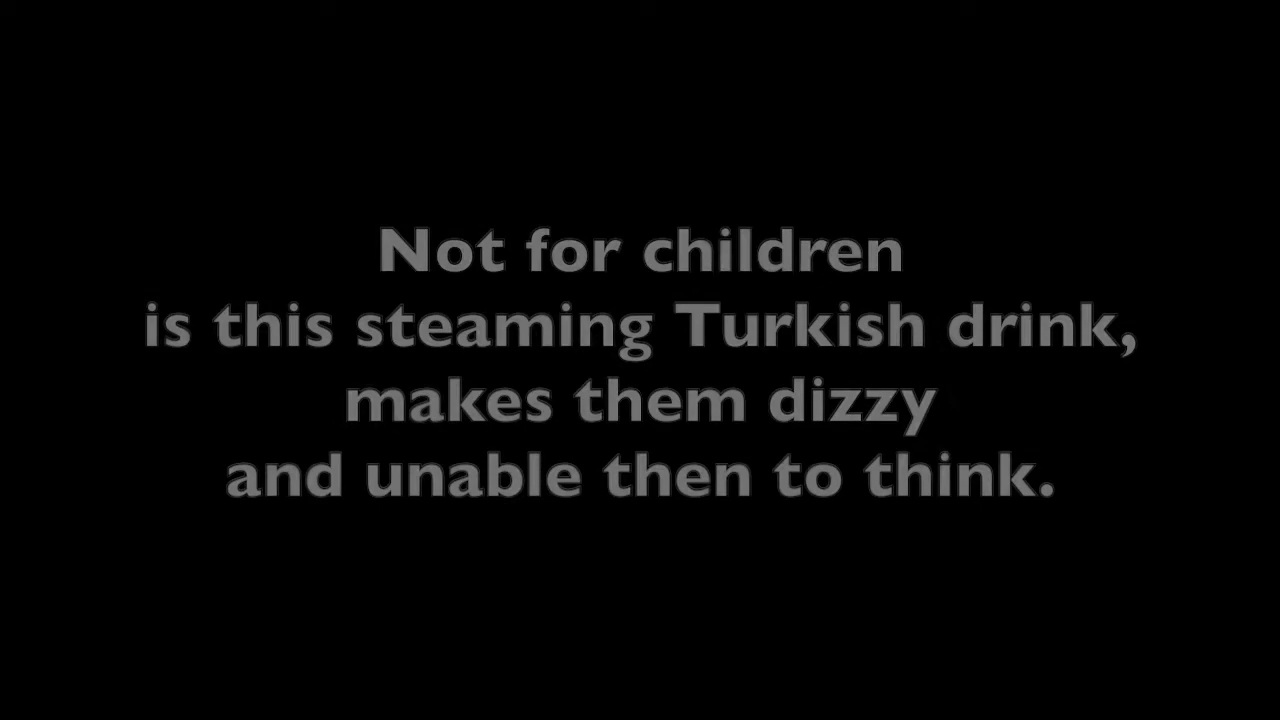 Not for children
is this steaming Turkish drink,
makes them dizzy
and unable then to think.